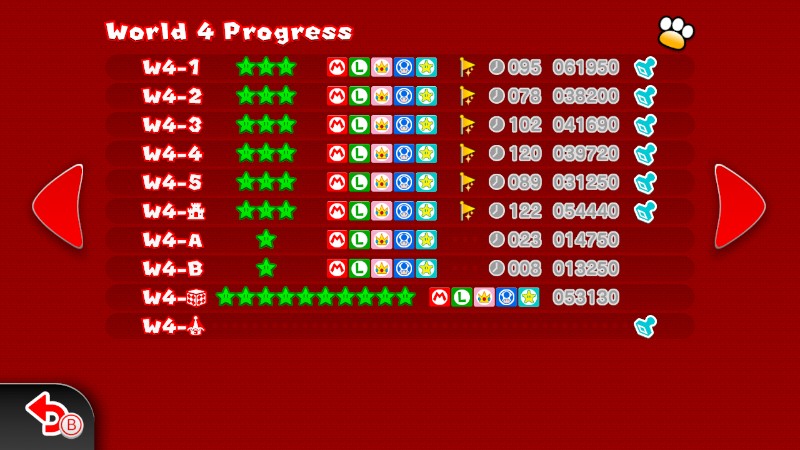 World 4 Progress
W4-1 M L 095 061950
W4-2 M L 078 038200
W4-3 M L 102 041690
W4-4 M L 120 039720
W4-5 M L 089 031250
W4- M L 122 054440
W4-A M L 023 014750
W4-B M L 008 013250
W4- M L 053130
W4-
B